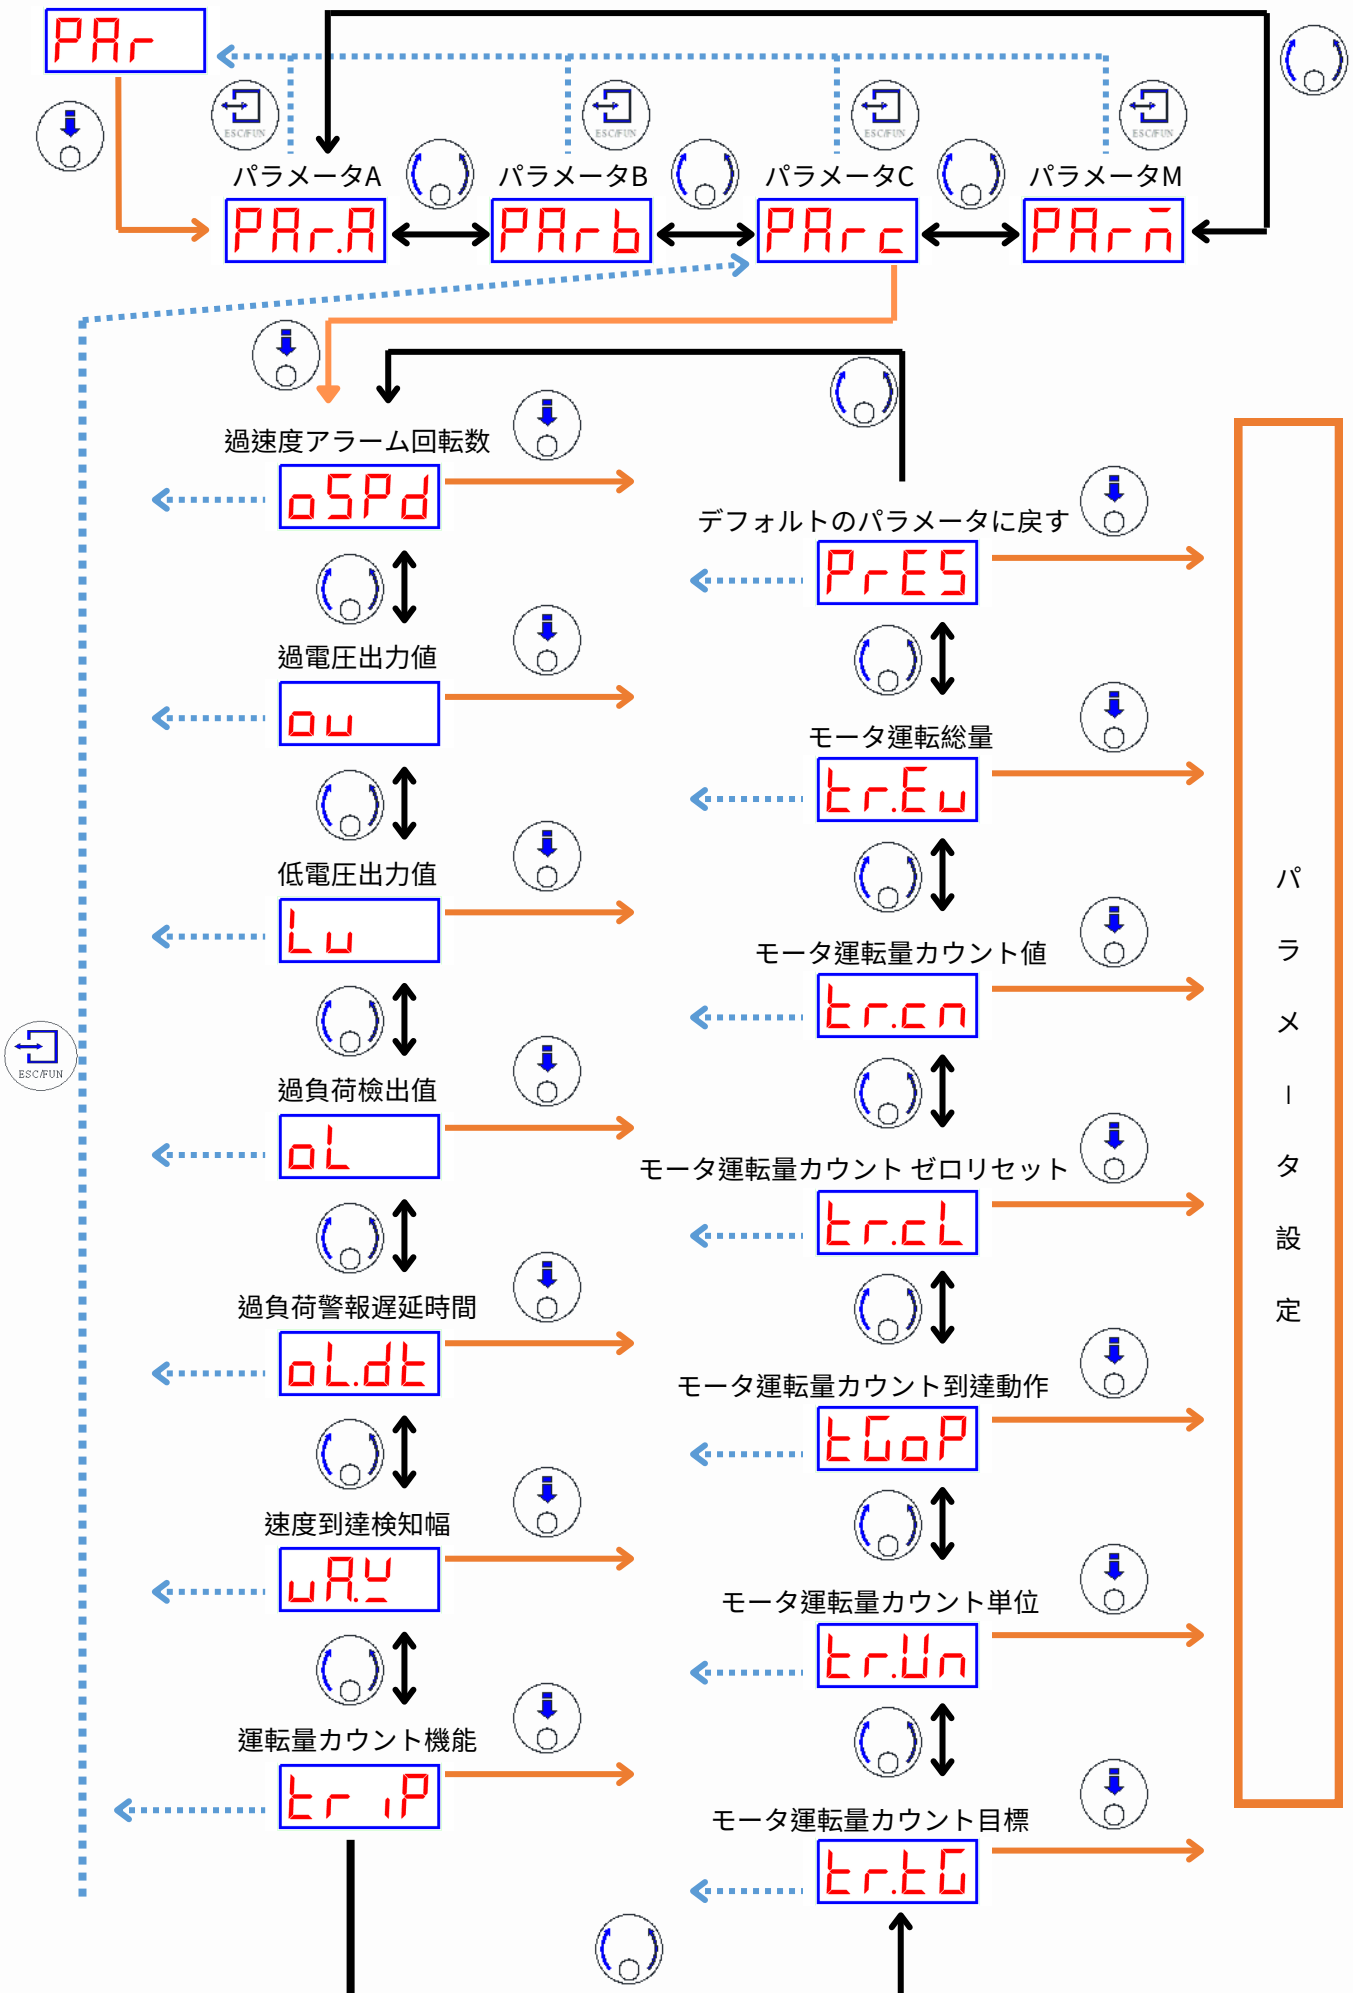 PAr
ESC/FUN
ESC/FUN
ESC/FUN
ESC/FUN
パラメータA
パラメータB
パラメータC
パラメータM
PAr.A
PArb
PArc
過速度アラーム回転数
oSPd
過電圧出力値
ou
低電圧出力値
Lu
過負荷檢出値
oL
過負荷警報遅延時間
oL.dt
速度到達検知幅
運転量カウント機能
triP
ESC/FUN
デフォルトのパラメータに戻す
PrES
モータ運転総量
tr.Eu
モータ運転量カウント値
tr.cn
モータ運転量カウント ゼロリセット
tr.cL
モータ運転量カウント到達動作
tGoP
モータ運転量カウント単位
tr.Un
モータ運転量カウント目標
tr.tG
パラメータ設定